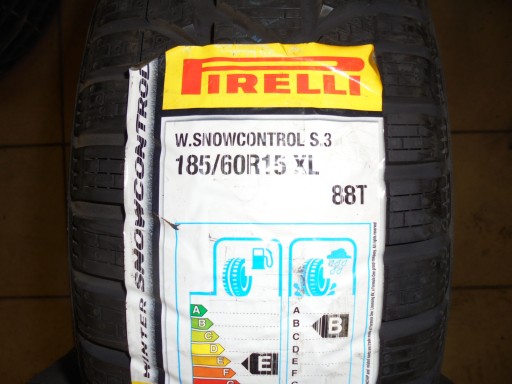 PIRELLI
W.SNOWCONTROL S.3
185/60R15 XL
88T
WINTER SNOWCONTROL
A
B
C
D
E
F
G
E
A
B
C
D
E
B